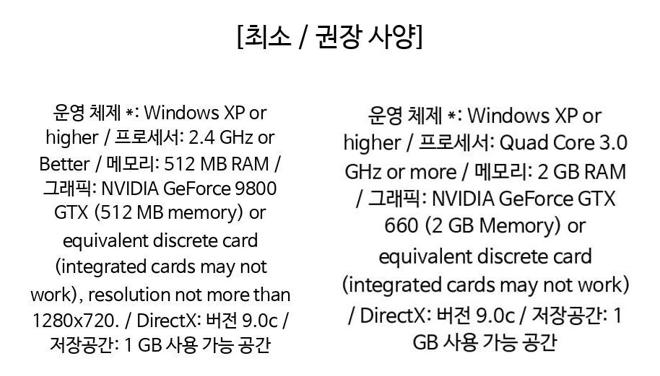 [최소 / 권장 사양]
운영 체제 *: Windows XP or
higher / 프로세서: 2.4 GHz or
Better / 메모리: 512 MB RAM /
그래픽: NVIDIA GeForce 9800
GTX (512 MB memory) or
equivalent discrete card
(integrated cards may not
work), resolution not more than
1280x720. / DirectX: 버전 9.0c /
저장공간: 1 GB 사용 가능 공간
운영 체제 *: Windows XP or
higher / 프로세서: Quad Core 3.0
GHz or more / 메모리: 2 GB RAM
/ 그래픽: NVIDIA GeForce GTX
660 (2 GB Memory) or
equivalent discrete card
(integrated cards may not work)
/ DirectX: 버전 9.0c / 저장공간: 1
GB 사용 가능 공간